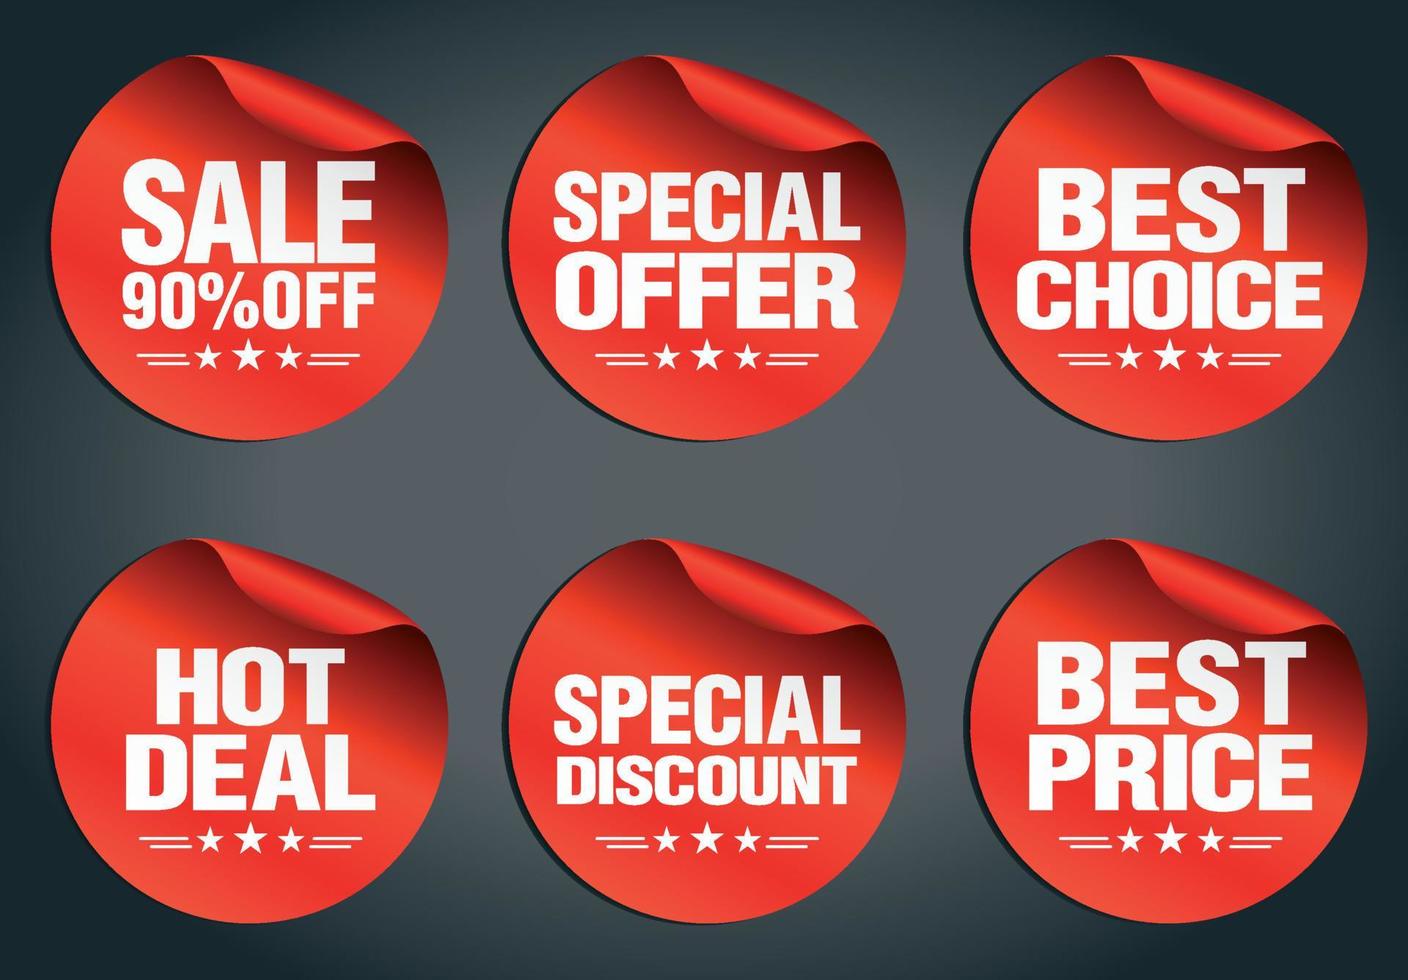 SALE
90%OFF
SPECIAL
OFFER
BEST
CHOICE
HOT
DEAL
SPECIAL
DISCOUNT
BEST
PRICE